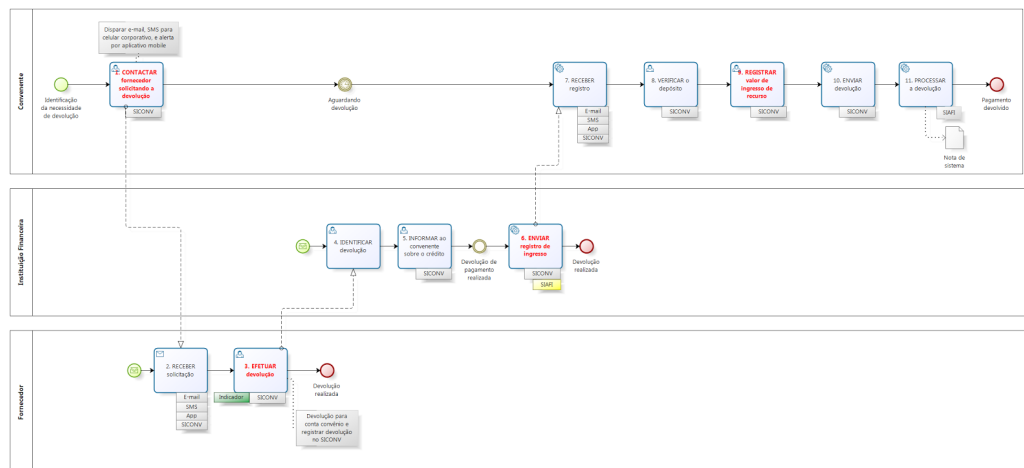 Convenente
Disparar e-mail, SMS para
celular corporativo, e alerta
por aplicativo mobile
Identificação
da necessidade
de devolução
1. CONTACTAR
fornecedor
solicitando a
devolução
SICONV
Aguardando
devolução
7. RECEBER
registro
E-mail
SMS
App
SICONV
8. VERIFICAR o
depósito
SICONV
9. REGISTRAR
valor de
ingresso de
recurso
SICONV
10. ENVIAR
devolução
SICONV
11. PROCESSAR
a devolução
SIAFI
Nota de
sistema
Pagamento
devolvido
Instituição Financeira
4. IDENTIFICAR
devolução
5. INFORMAR ao
convenente
sobre o crédito
SICONV
Devolução de
pagamento
realizada
6. ENVIAR
registro de
ingresso
SICONV
SIAFI
Devolução
realizada
Fornecedor
2. RECEBER
solicitação
E-mail
SMS
App
SICONV
3. EFETUAR
devolução
Indicador
SICONV
Devolução
realizada
Devolução para
conta convênio e
registrar devolução
no SICONV